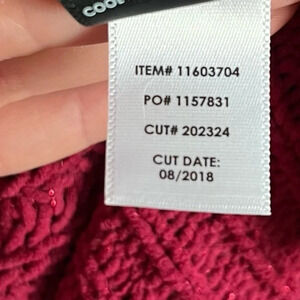 ITEM# 11603704
PO# 1157831
CUT# 202324
CUT DATE:
08/2018